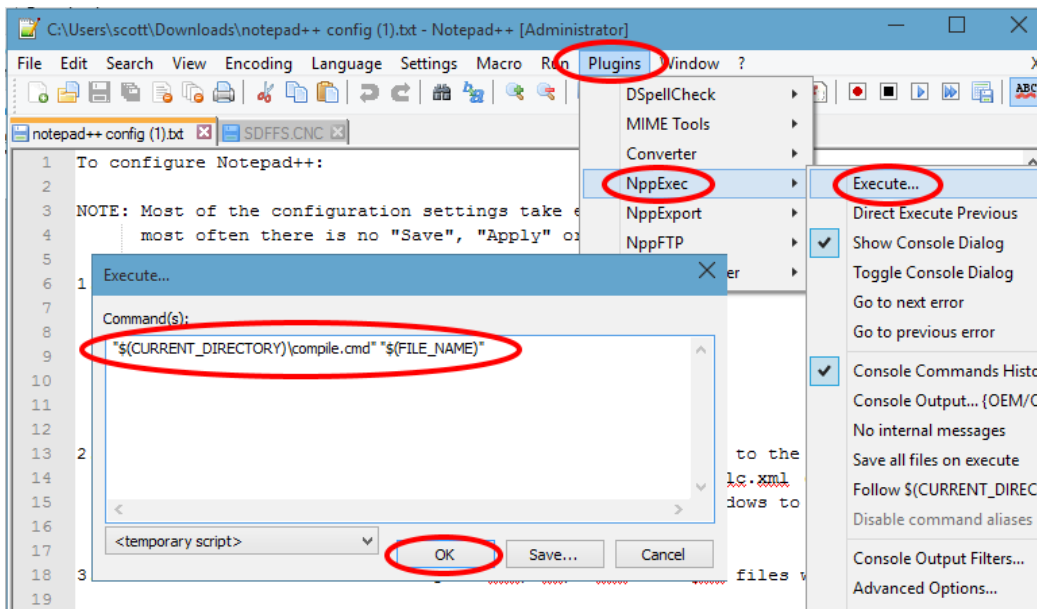 C:\Users\scott\Downloads\notepad++ config (1).txt - Notepad++ [Administrator]
File Edit Search View Encoding Language Settings Macro Run Plugins Window ? X
ABC
notepad++ config (1).txt SDFFS.CNC
1 To configure Notepad++:
2
3 NOTE: Most of the configuration settings take
4 most often there is no "Save", "Apply"
5
6 1
7
8
9
10
11
12
13 2 to the
14 lc.xml
15 dows to
16
17
18 3 files
19
DSpellCheck
MIME Tools
Converter
NppExec
NppExport
NppFTP
er
Execute...
Direct Execute Previous
Show Console Dialog
Toggle Console Dialog
Go to next error
Go to previous error
Console Commands Histo
Console Output... {OEM/O
No internal messages
Save all files on execute
Follow $(CURRENT_DIREC
Disable command aliases
Console Output Filters...
Advanced Options...
Execute...
Command(s):
"$(CURRENT_DIRECTORY)\compile.cmd" "$(FILE_NAME)"
<temporary script>
OK Save... Cancel